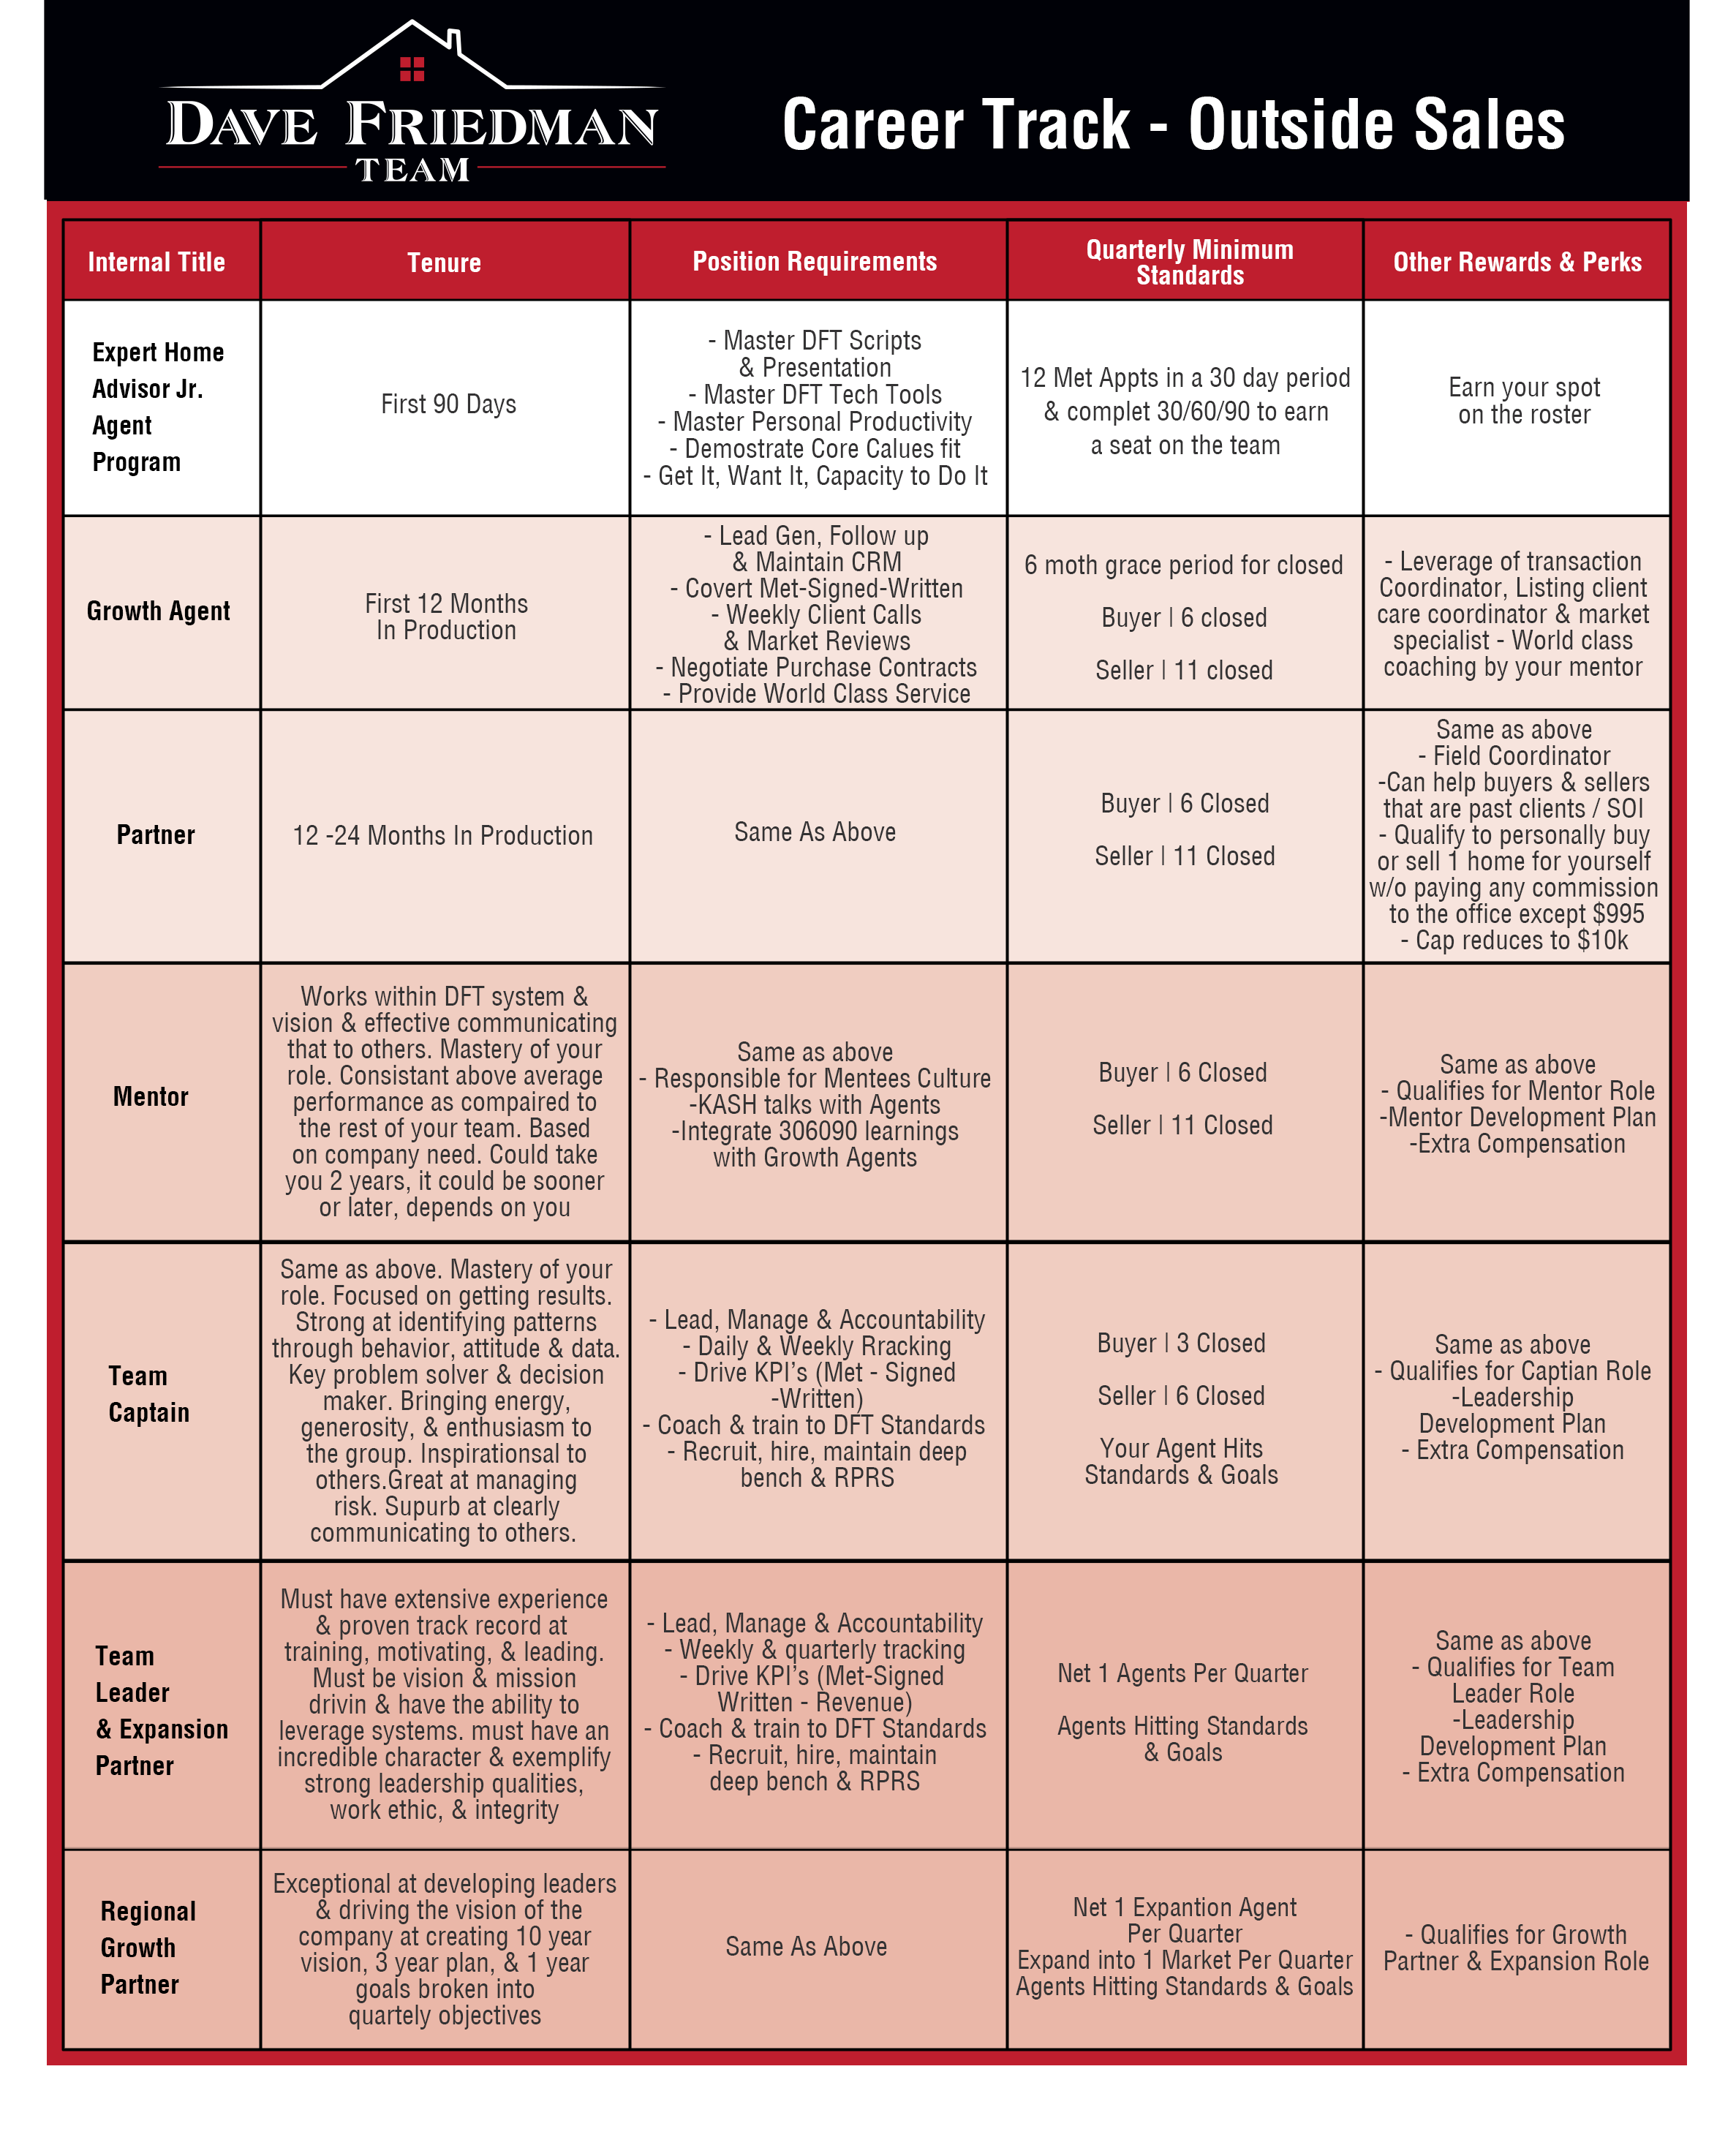 DAVE FRIEDMAN
TEAM
Career Track - Outside Sales
Internal Title
Tenure
Position Requirements
Quarterly Minimum
Standards
Other Rewards & Perks
Expert Home
Advisor Jr.
Agent
Program
First 90 Days
- Master DFT Scripts
& Presentation
- Master DFT Tech Tools
- Master Personal Productivity
- Demostrate Core Calues fit
- Get It, Want It, Capacity to Do It
12 Met Appts in a 30 day period
& complet 30/60/90 to earn
a seat on the team
Earn your spot
on the roster
Growth Agent
First 12 Months
In Production
- Lead Gen, Follow up
& Maintain CRM
- Covert Met-Signed-Written
- Weekly Client Calls
& Market Reviews
- Negotiate Purchase Contracts
- Provide World Class Service
6 moth grace period for closed
Buyer | 6 closed
Seller | 11 closed
- Leverage of transaction
Coordinator, Listing client
care coordinator & market
specialist - World class
coaching by your mentor
Partner
12 -24 Months In Production
Same As Above
Buyer | 6 Closed
Seller | 11 Closed
Same as above
- Field Coordinator
-Can help buyers & sellers
that are past clients / SOI
- Qualify to personally buy
or sell 1 home for yourself
w/o paying any commission
to the office except $995
- Cap reduces to $10k
Mentor
Works within DFT system &
vision & effective communicating
that to others. Mastery of your
role. Consistant above average
performance as compaired to
the rest of your team. Based
on company need. Could take
you 2 years, it could be sooner
or later, depends on you
Same as above
- Responsible for Mentees Culture
-KASH talks with Agents
-Integrate 306090 learnings
with Growth Agents
Buyer | 6 Closed
Seller | 11 Closed
Same as above
- Qualifies for Mentor Role
-Mentor Development Plan
-Extra Compensation
Team
Captain
Same as above. Mastery of your
role. Focused on getting results.
Strong at identifying patterns
through behavior, attitude & data.
Key problem solver & decision
maker. Bringing energy,
generosity, & enthusiasm to
the group. Inspirationsal to
others.Great at managing
risk. Supurb at clearly
communicating to others.
- Lead, Manage & Accountability
- Daily & Weekly Rracking
- Drive KPI's (Met - Signed
-Written)
- Coach & train to DFT Standards
- Recruit, hire, maintain deep
bench & RPRS
Buyer | 3 Closed
Seller | 6 Closed
Your Agent Hits
Standards & Goals
Same as above
- Qualifies for Captian Role
-Leadership
Development Plan
- Extra Compensation
Team
Leader
& Expansion
Partner
Must have extensive experience
& proven track record at
training, motivating, & leading.
Must be vision & mission
drivin & have the ability to
leverage systems. must have an
incredible character & exemplify
strong leadership qualities,
work ethic, & integrity
- Lead, Manage & Accountability
- Weekly & quarterly tracking
- Drive KPI's (Met-Signed
Written - Revenue)
- Coach & train to DFT Standards
- Recruit, hire, maintain
deep bench & RPRS
Net 1 Agents Per Quarter
Agents Hitting Standards
& Goals
Same as above
- Qualifies for Team
Leader Role
-Leadership
Development Plan
- Extra Compensation
Regional
Growth
Partner
Exceptional at developing leaders
& driving the vision of the
company at creating 10 year
vision, 3 year plan, & 1 year
goals broken into
quartely objectives
Same As Above
Net 1 Expantion Agent
Per Quarter
Expand into 1 Market Per Quarter
Agents Hitting Standards & Goals
- Qualifies for Growth
Partner & Expansion Role